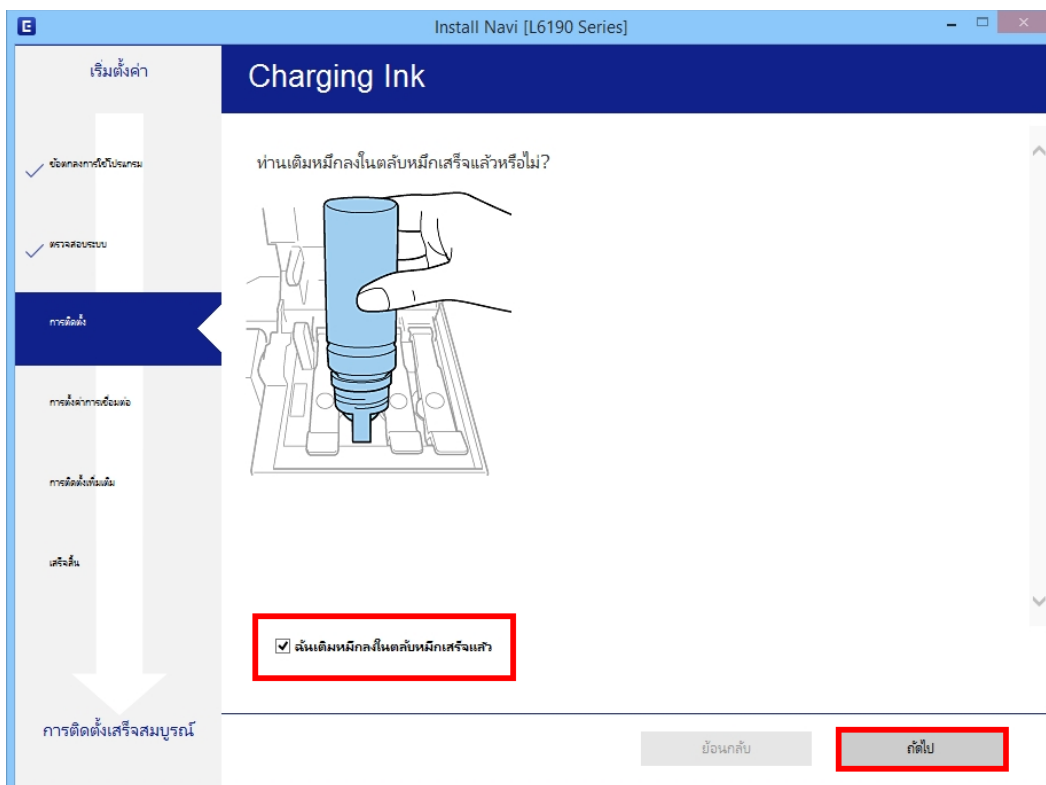 E
Install Navi [L6190 Series]
เริ่มตั้งค่า
Charging Ink
ข้อตกลงการใช้โปรแกรม
ท่านเติมหมึกลงในตลับหมึกเสร็จแล้วหรือไม่?
ตรวจสอบระบบ
การติดตั้ง
การตั้งค่าการเชื่อมต่อ
การติดตั้งเพิ่มเติม
เสร็จสิ้น
ฉันเติมหมึกลงในตลับหมึกเสร็จแล้ว
การติดตั้งเสร็จสมบูรณ์
ย้อนกลับ
ถัดไป